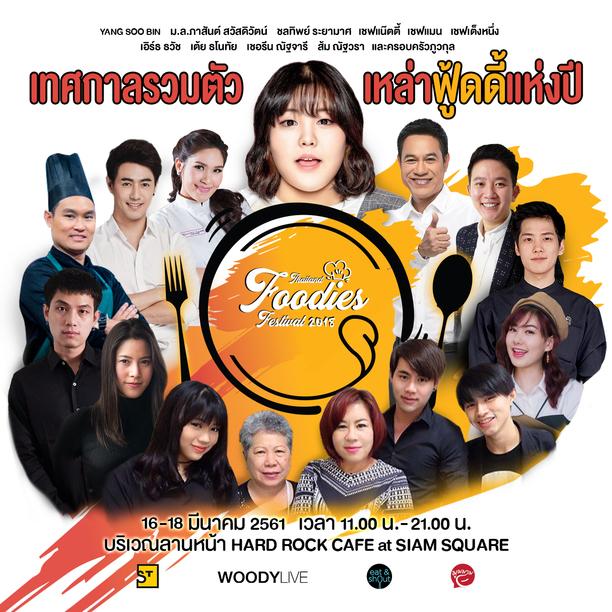 YANG SOO BIN ม.ล.ภาสันต์ สวัสดิวัตน์ ชลทิพย์ ระยามาศ เชฟแน๊ตตี้ เชฟแมน เชฟเต็งหนึ่ง
เอิร์ธ ธวัช เต้ย ธโนทัย เชอรีน ณัฐจารี ส้ม ณัฐวรา และครอบครัวภูวกุล
เทศกาลรวมตัว เหล่าฟู้ดดี้แห่งปี
Thailand
Foodies
Festival 2018
16-18 มีนาคม 2561 เวลา 11.00 น.-21.00 น.
บริเวณลานหน้า HARD ROCK CAFE at SIAM SQUARE
ST WOODYLIVE eat & shout